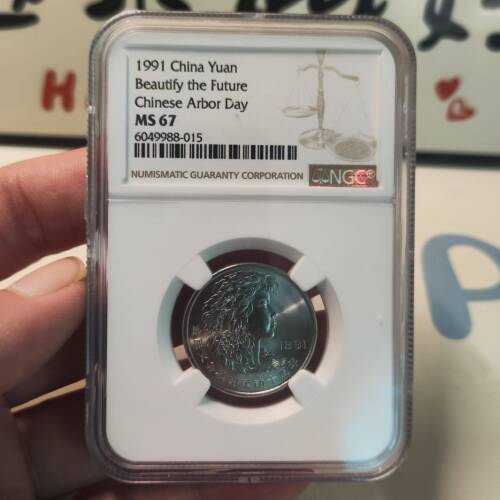 1991 China Yuan
Beautify the Future
Chinese Arbor Day
MS 67
6049988-015
NUMISMATIC GUARANTY CORPORATION
NGC®
1991